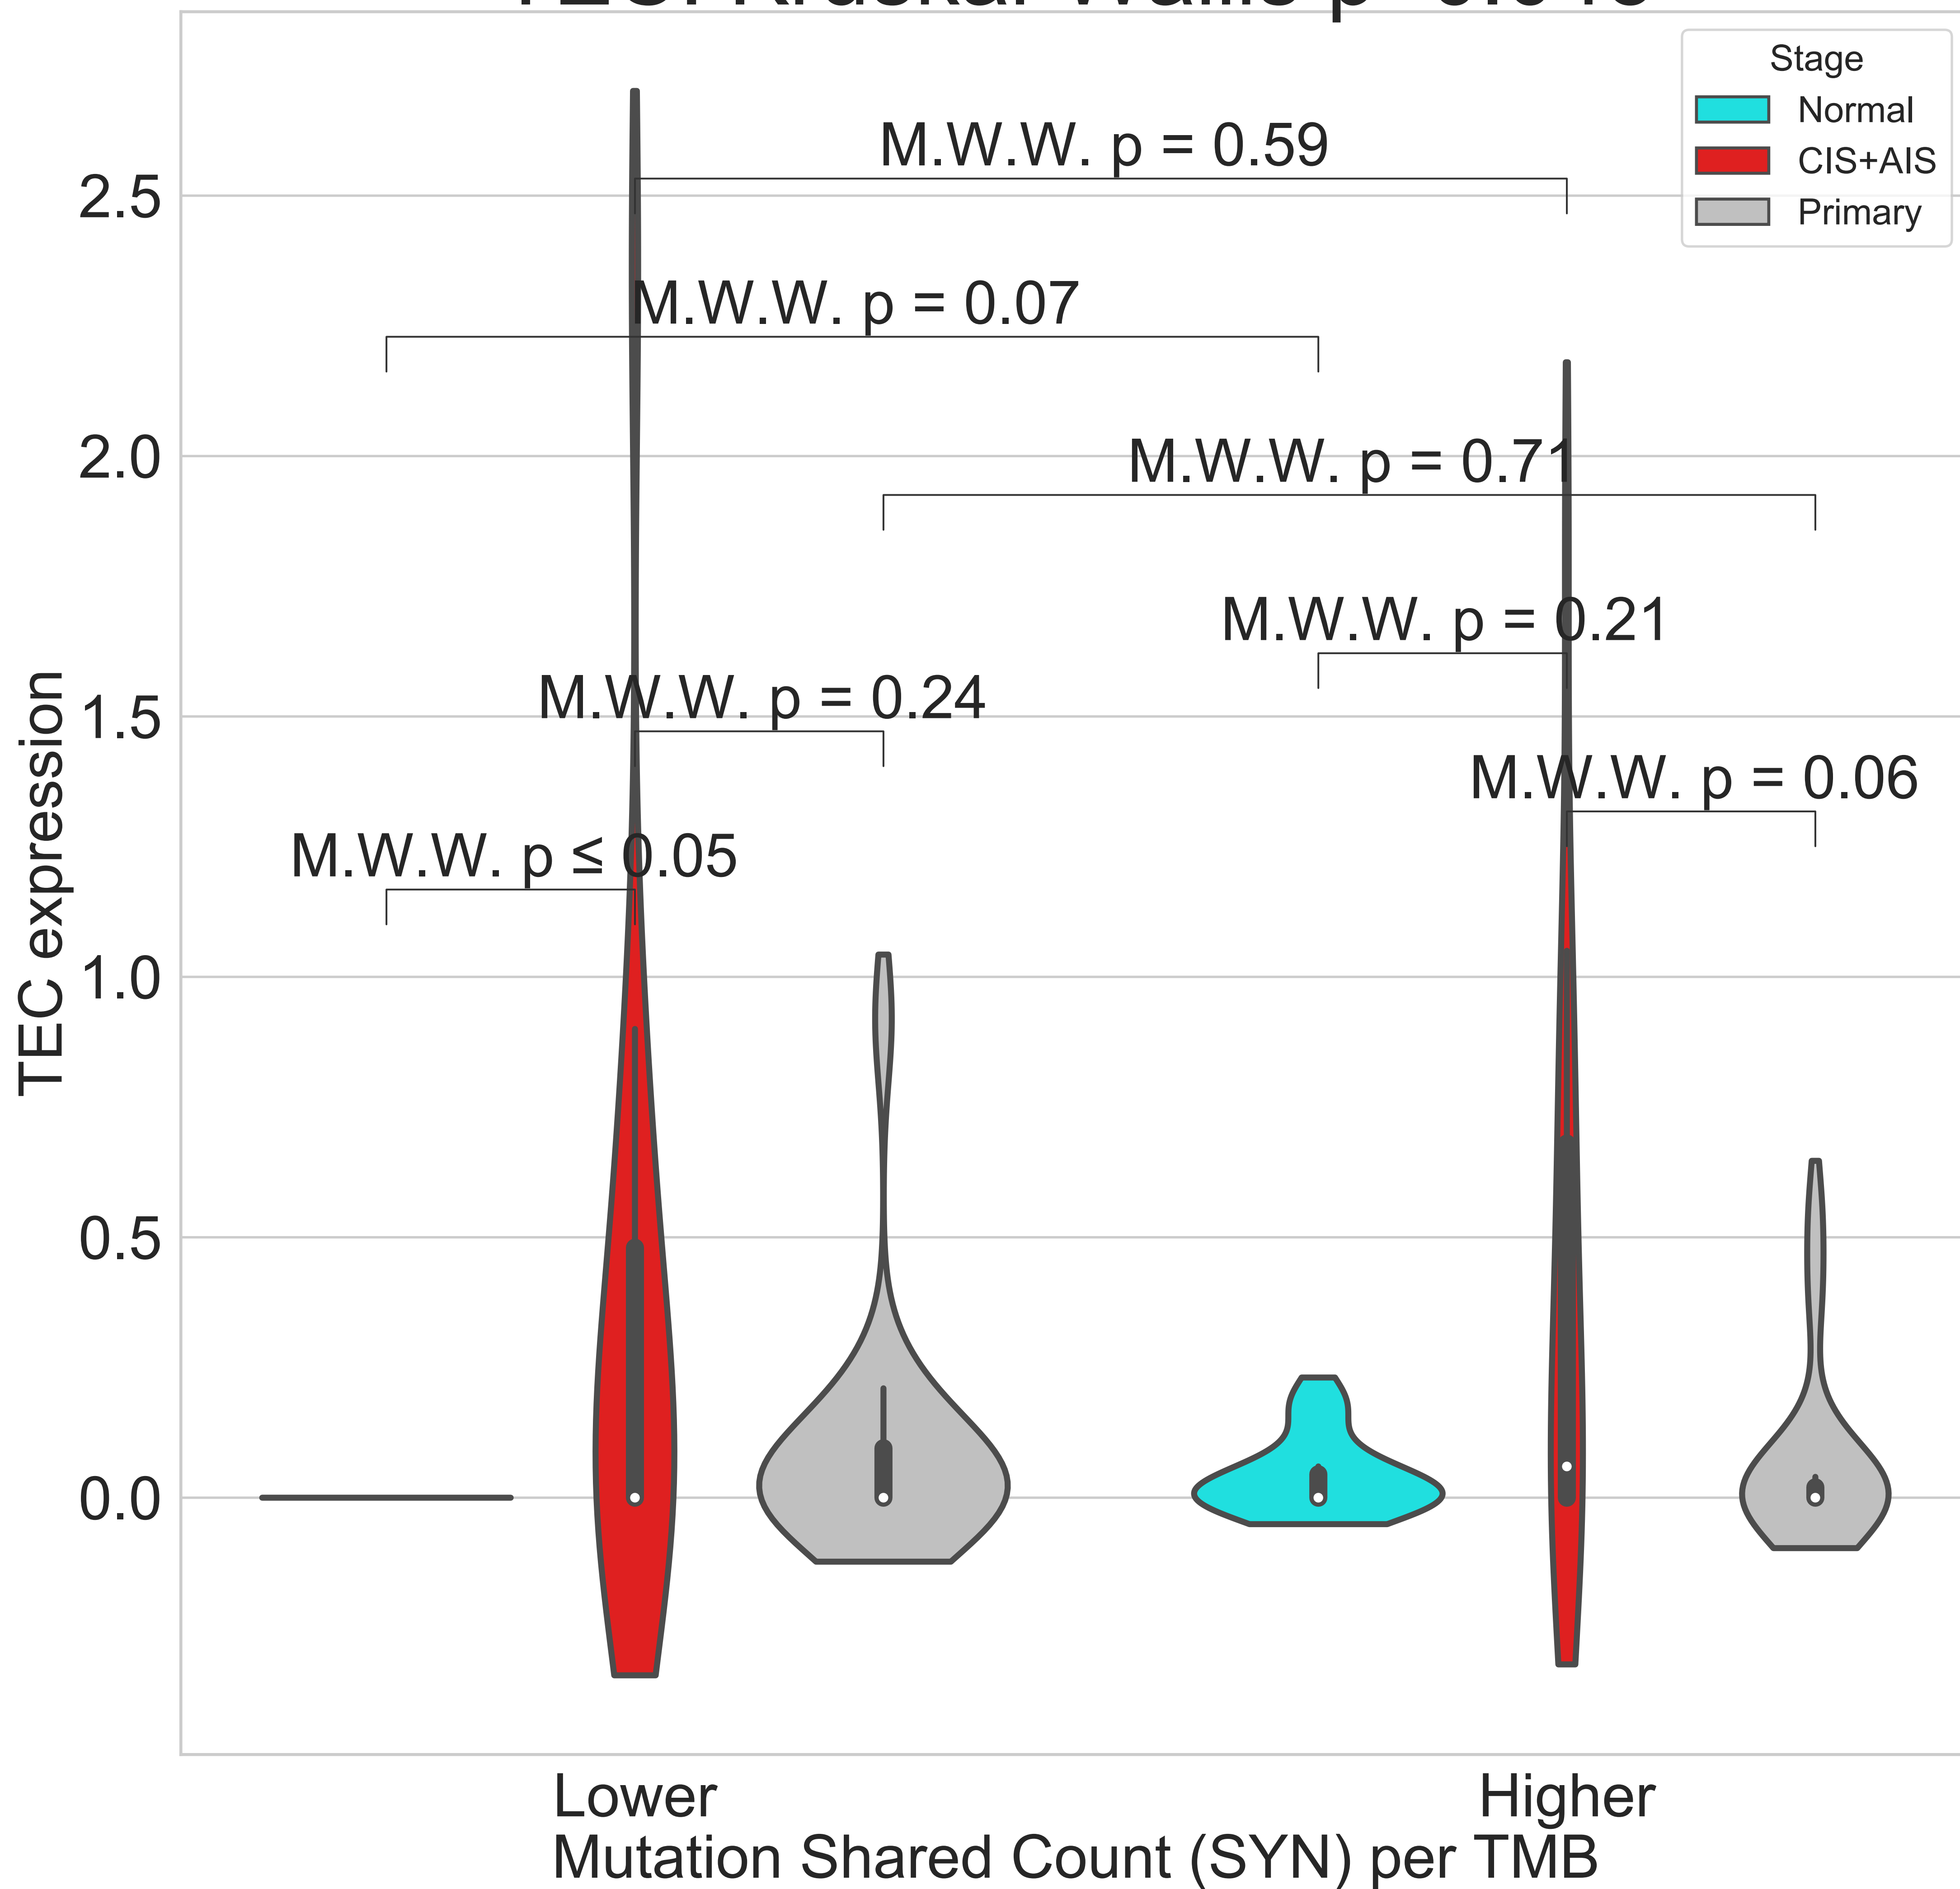 Stage
Normal
CIS+AIS
Primary
M.W.W. p = 0.59
M.W.W. p = 0.07
M.W.W. p = 0.71
M.W.W. p = 0.21
M.W.W. p = 0.24
M.W.W. p = 0.06
M.W.W. p ≤ 0.05
2.5
2.0
1.5
1.0
0.5
0.0
TEC expression
Lower
Higher
Mutation Shared Count (SYN) per TMB